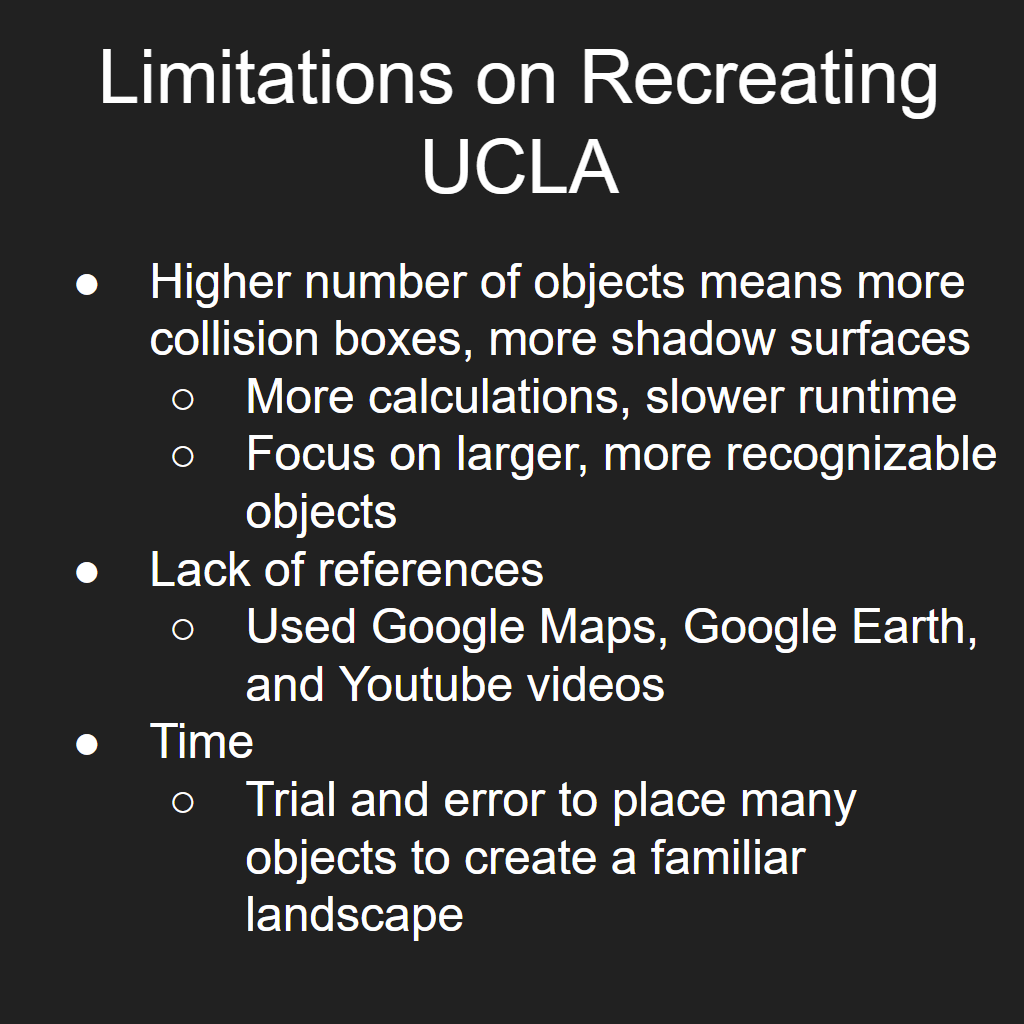 Limitations on Recreating
UCLA
● Higher number of objects means more
collision boxes, more shadow surfaces
○ More calculations, slower runtime
○ Focus on larger, more recognizable
objects
● Lack of references
○ Used Google Maps, Google Earth,
and Youtube videos
● Time
○ Trial and error to place many
objects to create a familiar
landscape